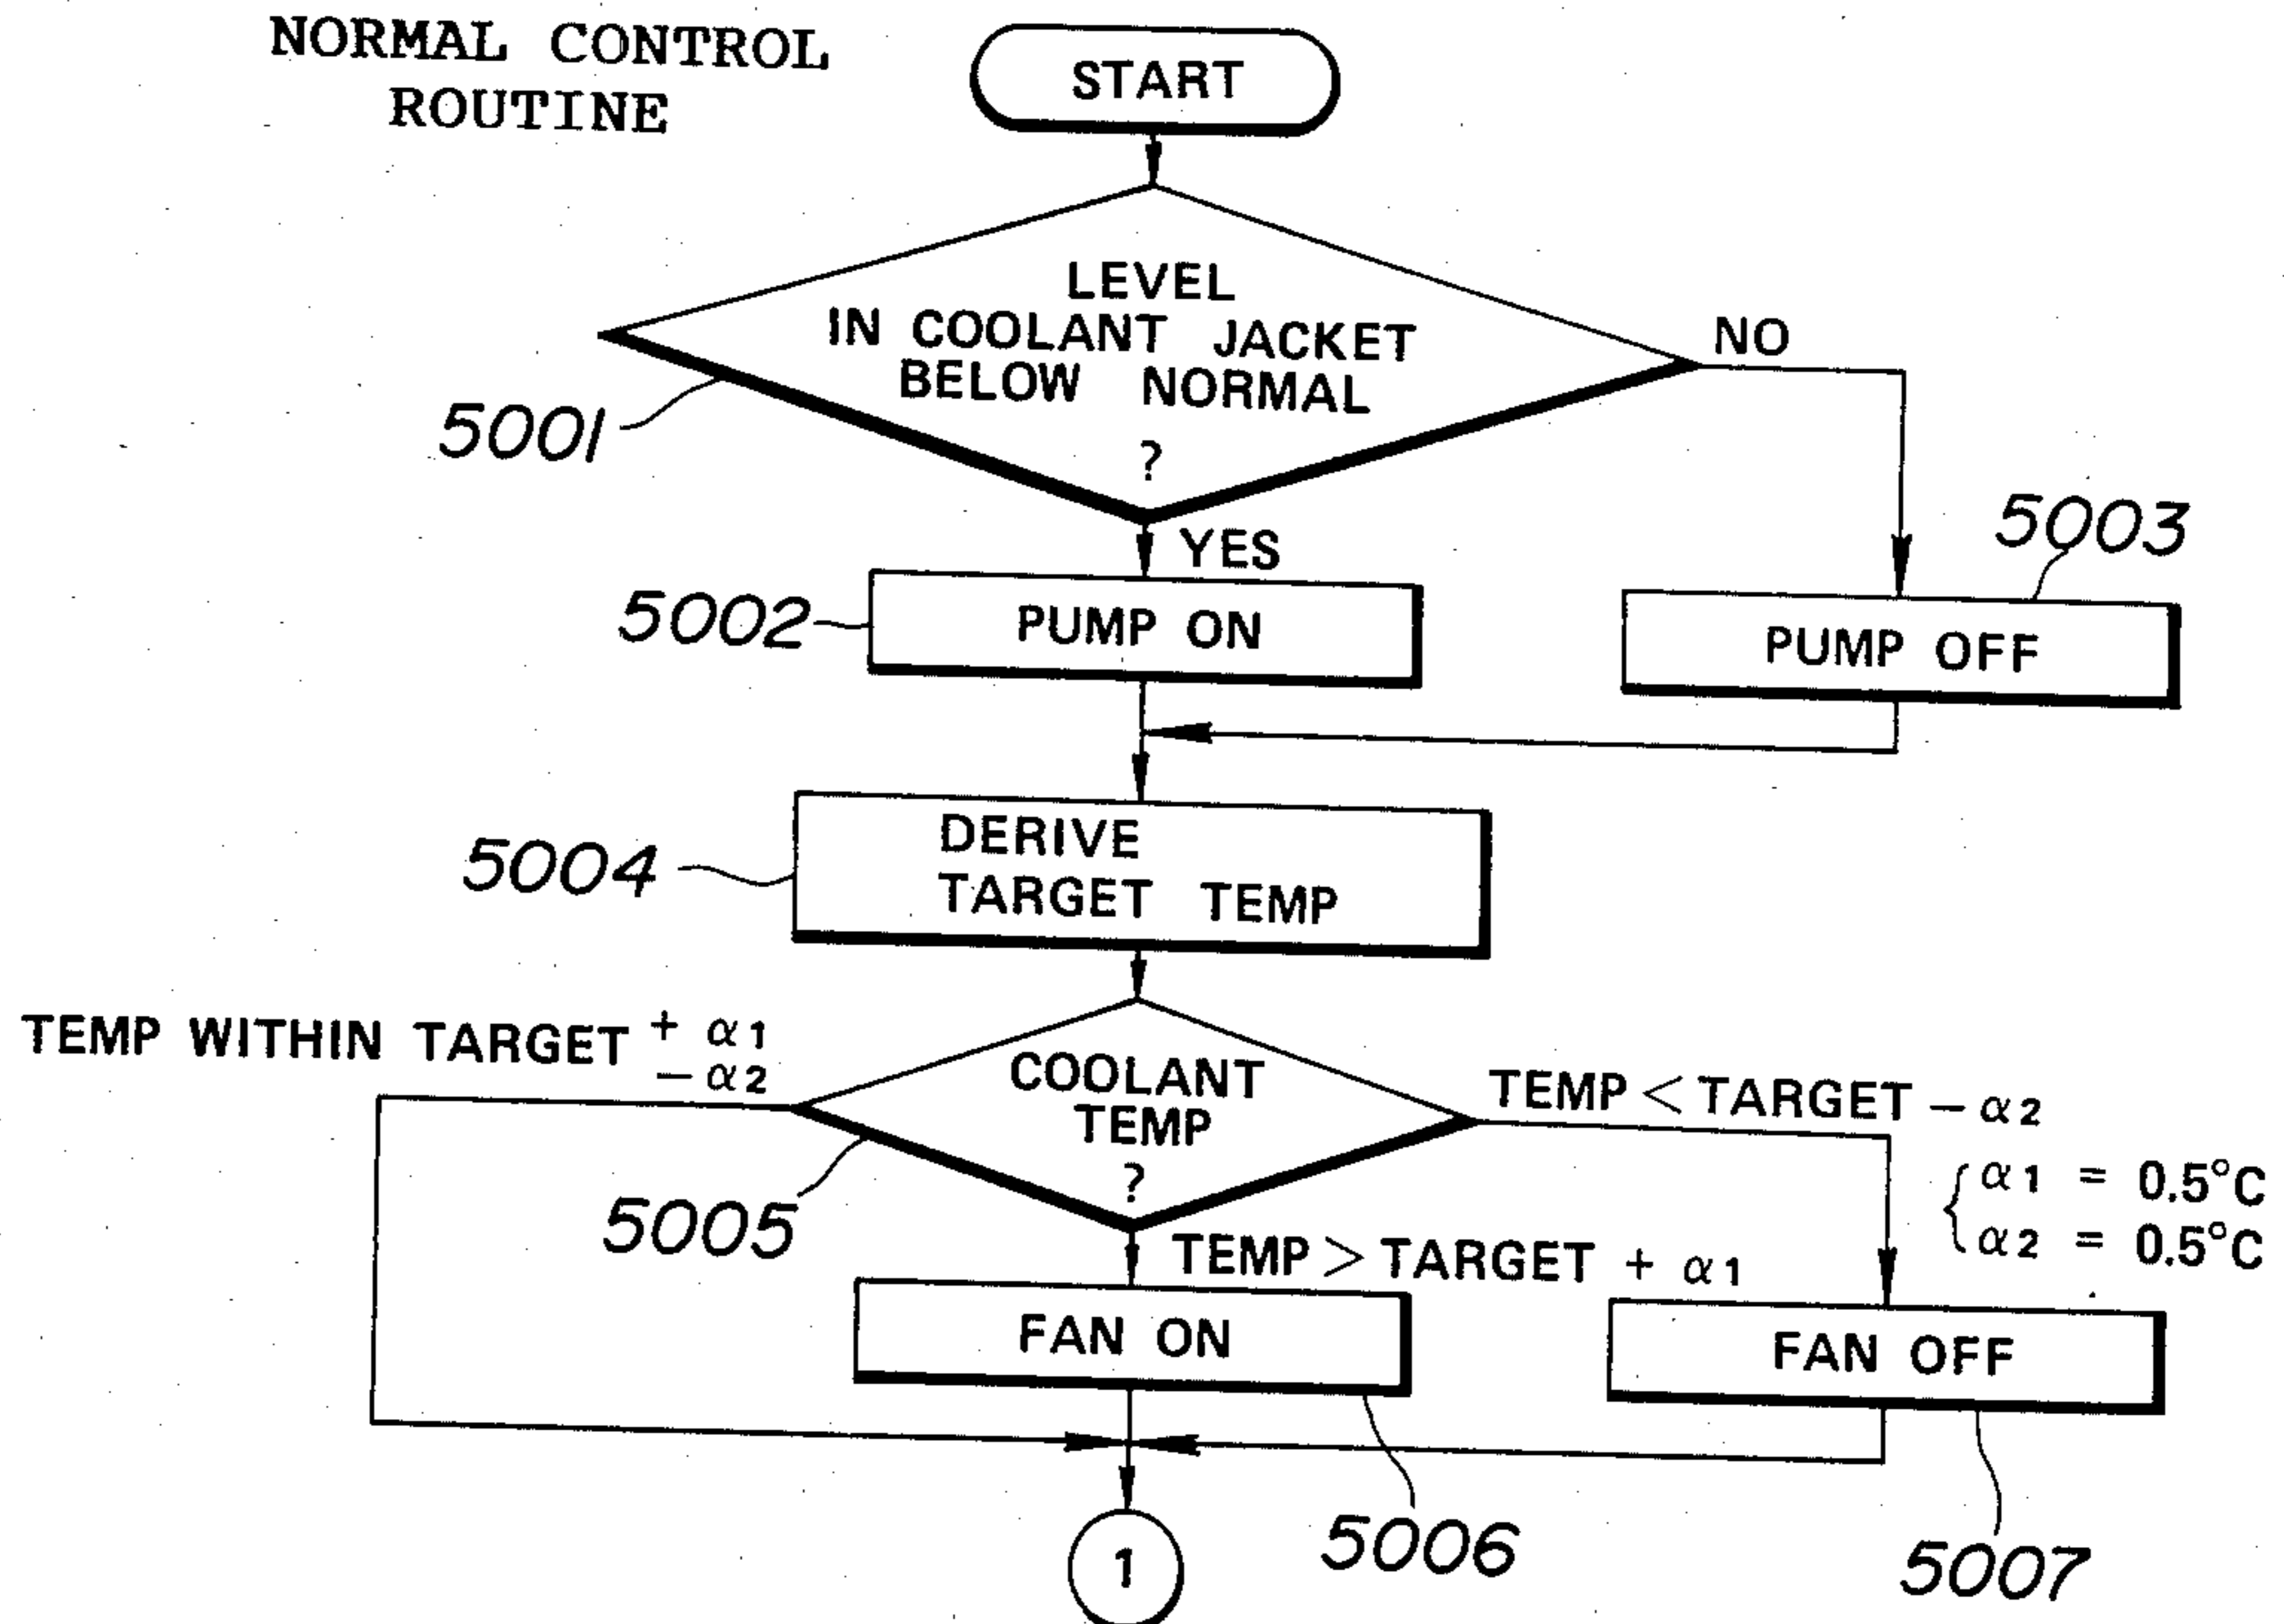 NORMAL CONTROL
ROUTINE
START
LEVEL
IN COOLANT JACKET
BELOW NORMAL
?
NO
5001
YES
5003
5002
PUMP ON
PUMP OFF
5004
DERIVE
TARGET TEMP
TEMP WITHIN TARGET + α1
− α2
COOLANT
TEMP
?
TEMP < TARGET − α2
{ α1 = 0.5°C
α2 = 0.5°C
5005
TEMP > TARGET + α1
FAN ON
FAN OFF
5006
5007
1